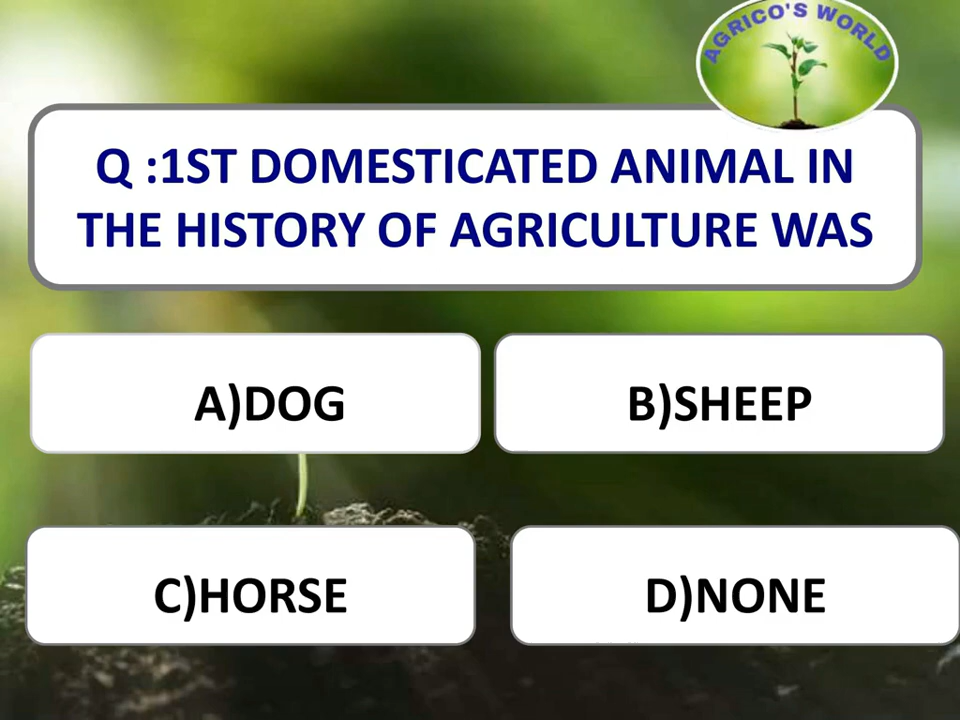 AGRICO'S WORLD
Q :1ST DOMESTICATED ANIMAL IN
THE HISTORY OF AGRICULTURE WAS
A)DOG
B)SHEEP
C)HORSE
D)NONE